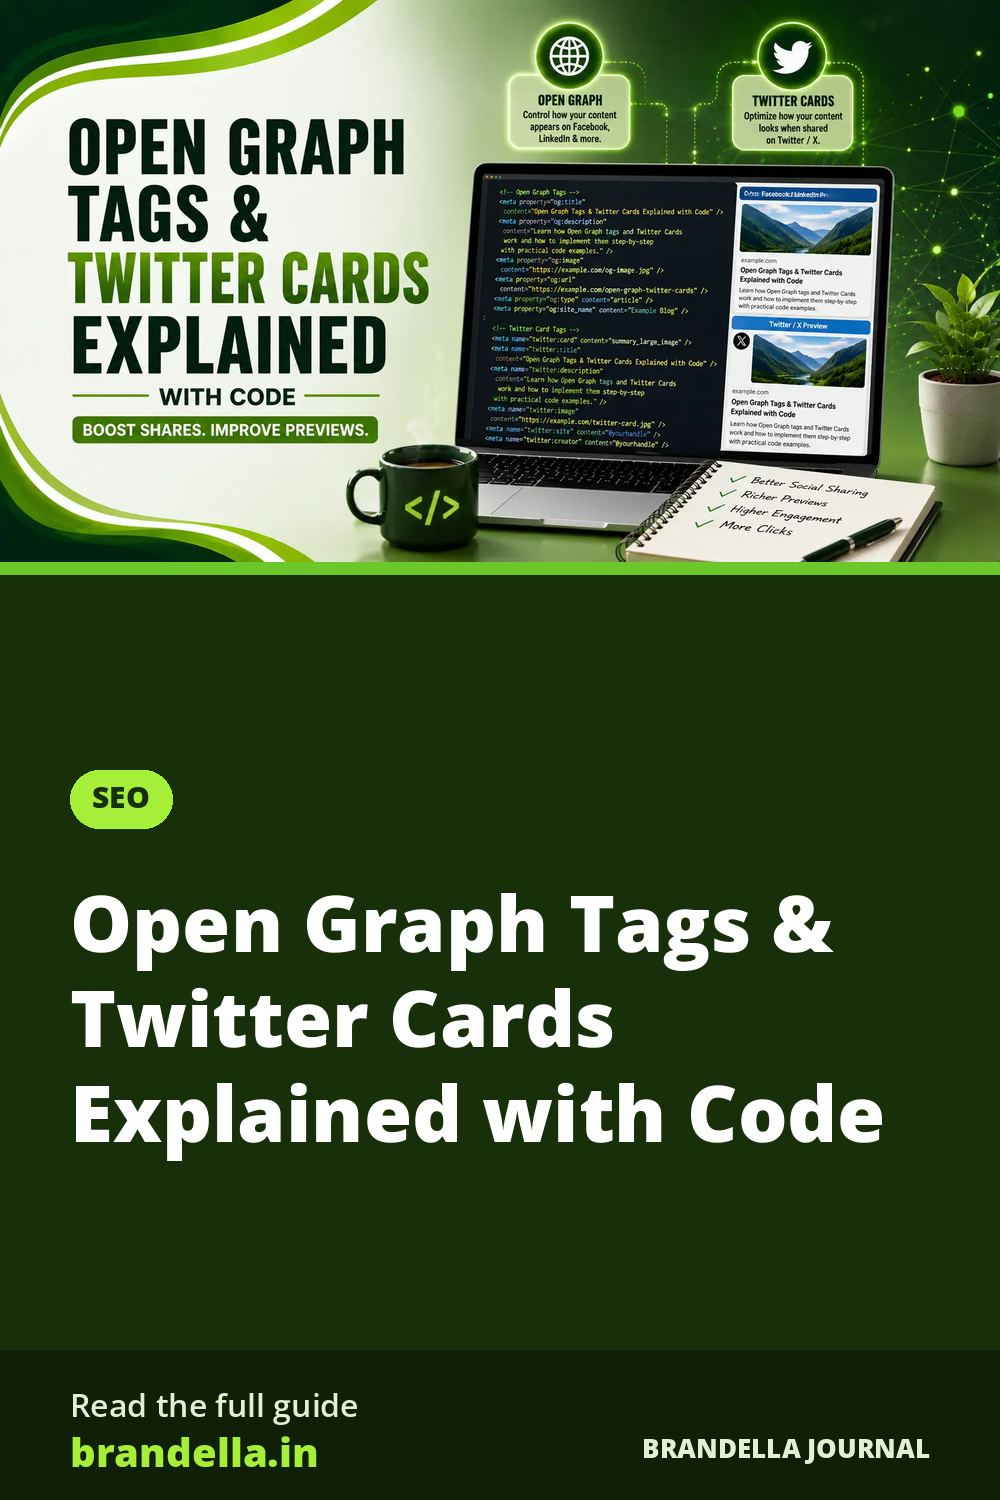 OPEN GRAPH
TAGS &
TWITTER CARDS
EXPLAINED
WITH CODE
BOOST SHARES. IMPROVE PREVIEWS.
OPEN GRAPH
Control how your content
appears on Facebook,
LinkedIn & more.
TWITTER CARDS
Optimize how your content
looks when shared
on Twitter / X.
<!-- Open Graph Tags -->
<meta property="og:title"
content="Open Graph Tags & Twitter Cards Explained with Code" />
<meta property="og:description"
content="Learn how Open Graph tags and Twitter Cards
work and how to implement them step-by-step
with practical code examples." />
<meta property="og:image"
content="https://example.com/og-image.jpg" />
<meta property="og:url"
content="https://example.com/open-graph-twitter-cards" />
<meta property="og:type" content="article" />
<meta property="og:site_name" content="Example Blog" />
<!-- Twitter Card Tags -->
<meta name="twitter:card" content="summary_large_image" />
<meta name="twitter:title"
content="Open Graph Tags & Twitter Cards Explained with Code" />
<meta name="twitter:description"
content="Learn how Open Graph tags and Twitter Cards
work and how to implement them step-by-step
with practical code examples." />
<meta name="twitter:image"
content="https://example.com/twitter-card.jpg" />
<meta name="twitter:site" content="@yourhandle" />
<meta name="twitter:creator" content="@yourhandle" />
Facebook / LinkedIn
example.com
Open Graph Tags & Twitter Cards
Explained with Code
Learn how Open Graph tags and Twitter Cards
work and how to implement them step-by-step
with practical code examples.
Twitter / X Preview
X
example.com
Open Graph Tags & Twitter Cards
Explained with Code
Learn how Open Graph tags and Twitter Cards
work and how to implement them step-by-step
with practical code examples.
</>
Better Social Sharing
Richer Previews
Higher Engagement
More Clicks
SEO
Open Graph Tags &
Twitter Cards
Explained with Code
Read the full guide
brandella.in
BRANDELLA JOURNAL